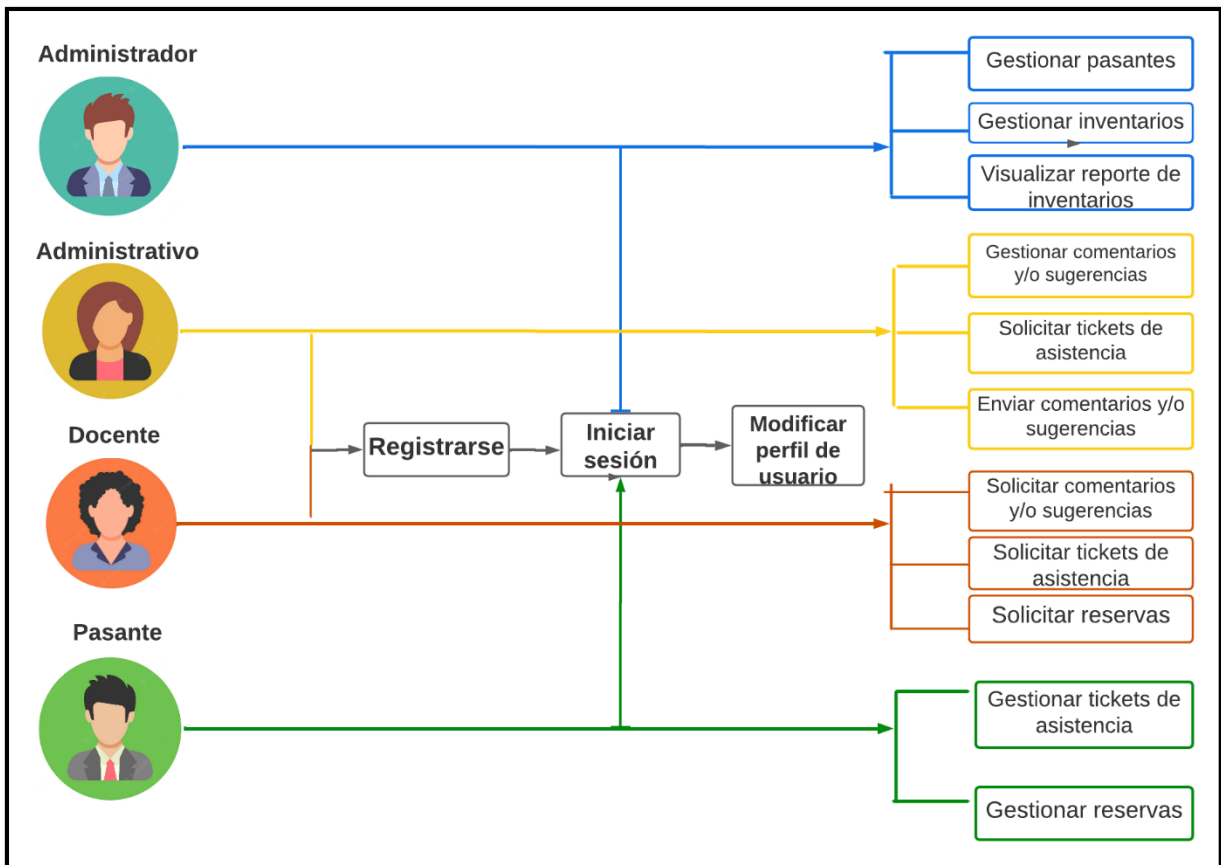 Administrador
Gestionar pasantes
Gestionar inventarios
Visualizar reporte de
inventarios
Administrativo
Gestionar comentarios
y/o sugerencias
Solicitar tickets de
asistencia
Enviar comentarios y/o
sugerencias
Docente
Registrarse
Iniciar
sesión
Modificar
perfil de
usuario
Solicitar comentarios
y/o sugerencias
Solicitar tickets de
asistencia
Solicitar reservas
Pasante
Gestionar tickets de
asistencia
Gestionar reservas